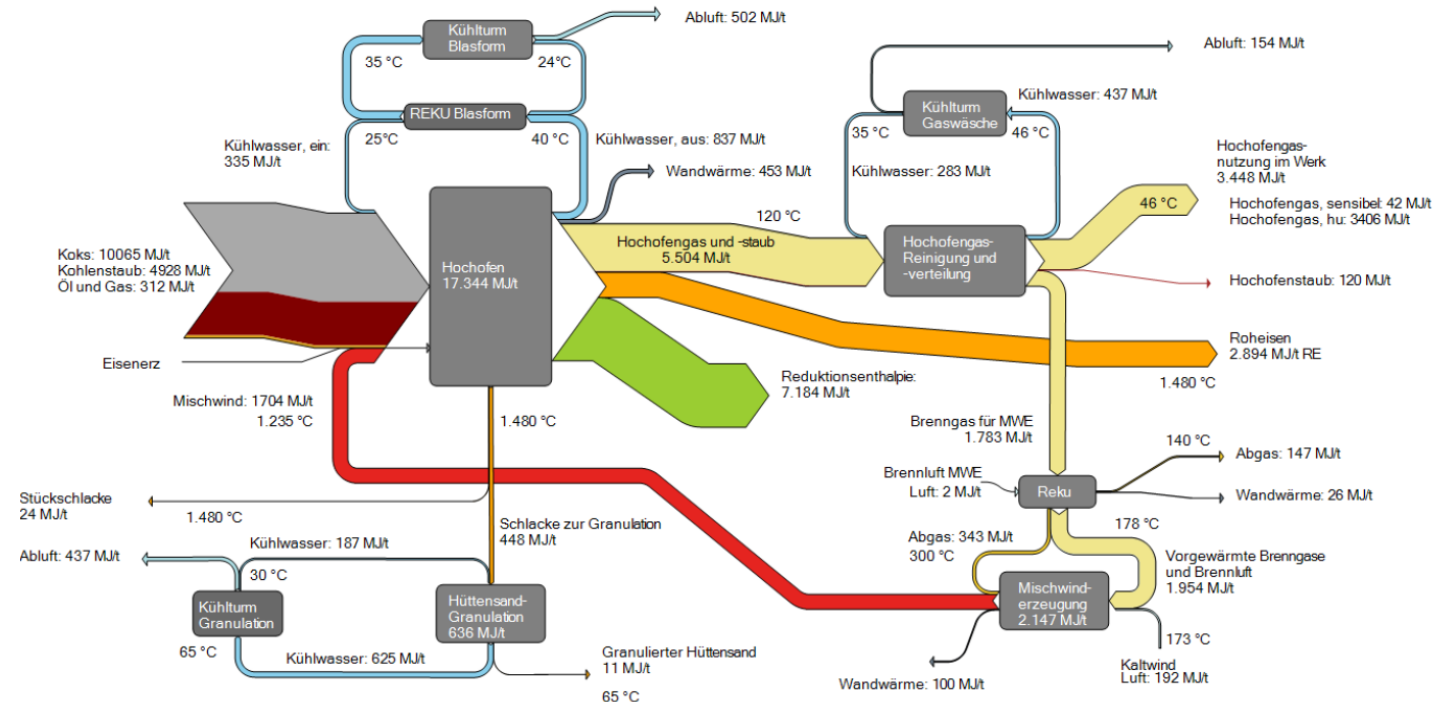 Kühlturm
Blasform
Abluft: 502 MJ/t
35 °C
24°C
REKU Blasform
25°C
40 °C
Kühlwasser, ein:
335 MJ/t
Kühlwasser, aus: 837 MJ/t
Wandwärme: 453 MJ/t
Abluft: 154 MJ/t
Kühlwasser: 437 MJ/t
Kühlturm
Gaswäsche
35 °C
46 °C
Kühlwasser: 283 MJ/t
Hochofengas-
nutzung im Werk
3.448 MJ/t
Hochofengas, sensibel: 42 MJ/t
Hochofengas, hu: 3406 MJ/t
46 °C
120 °C
Koks: 10065 MJ/t
Kohlenstaub: 4928 MJ/t
Öl und Gas: 312 MJ/t
Hochofen
17.344 MJ/t
Hochofengas und -staub
5.504 MJ/t
Hochofengas-
Reinigung und
-verteilung
Hochofenstaub: 120 MJ/t
Eisenerz
Roheisen
2.894 MJ/t RE
1.480 °C
Reduktionsenthalpie:
7.184 MJ/t
Mischwind: 1704 MJ/t
1.235 °C
1.480 °C
Brenngas für MWE
1.783 MJ/t
140 °C
Abgas: 147 MJ/t
Brennluft MWE
Luft: 2 MJ/t
Reku
Wandwärme: 26 MJ/t
Stückschlacke
24 MJ/t
1.480 °C
Schlacke zur Granulation
448 MJ/t
178 °C
Abgas: 343 MJ/t
300 °C
Vorgewärmte Brenngase
und Brennluft
1.954 MJ/t
Abluft: 437 MJ/t
Kühlwasser: 187 MJ/t
30 °C
Kühlturm
Granulation
Hüttensand-
Granulation
636 MJ/t
Mischwind-
erzeugung
2.147 MJ/t
65 °C
Kühlwasser: 625 MJ/t
Granulierter Hüttensand
11 MJ/t
65 °C
173 °C
Kaltwind
Luft: 192 MJ/t
Wandwärme: 100 MJ/t